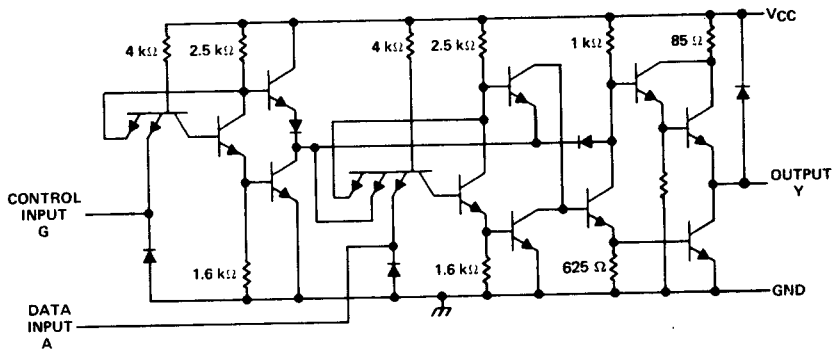 VCC
4 kΩ
2.5 kΩ
4 kΩ
2.5 kΩ
1 kΩ
85 Ω
CONTROL
INPUT
G
OUTPUT
Y
1.6 kΩ
1.6 kΩ
625 Ω
GND
DATA
INPUT
A